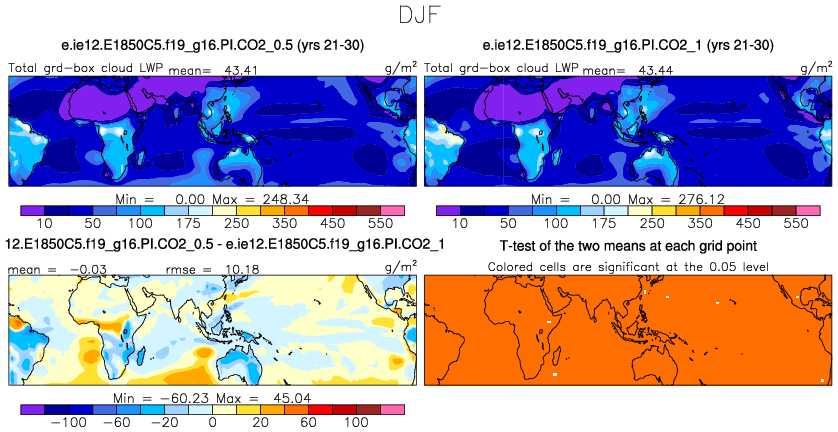 DJF
e.ie12.E1850C5.f19_g16.PI.CO2_0.5 (yrs 21-30)
Total grd-box cloud LWP mean= 43.41 g/m²
Min = 0.00 Max = 248.34
10 50 100 175 250 350 450 550
e.ie12.E1850C5.f19_g16.PI.CO2_1 (yrs 21-30)
Total grd-box cloud LWP mean= 43.44 g/m²
Min = 0.00 Max = 276.12
10 50 100 175 250 350 450 550
12.E1850C5.f19_g16.PI.CO2_0.5 - e.ie12.E1850C5.f19_g16.PI.CO2_1
mean = -0.03 rmse = 10.18 g/m²
Min = -60.23 Max = 45.04
-100 -60 -20 0 20 60 100
T-test of the two means at each grid point
Colored cells are significant at the 0.05 level